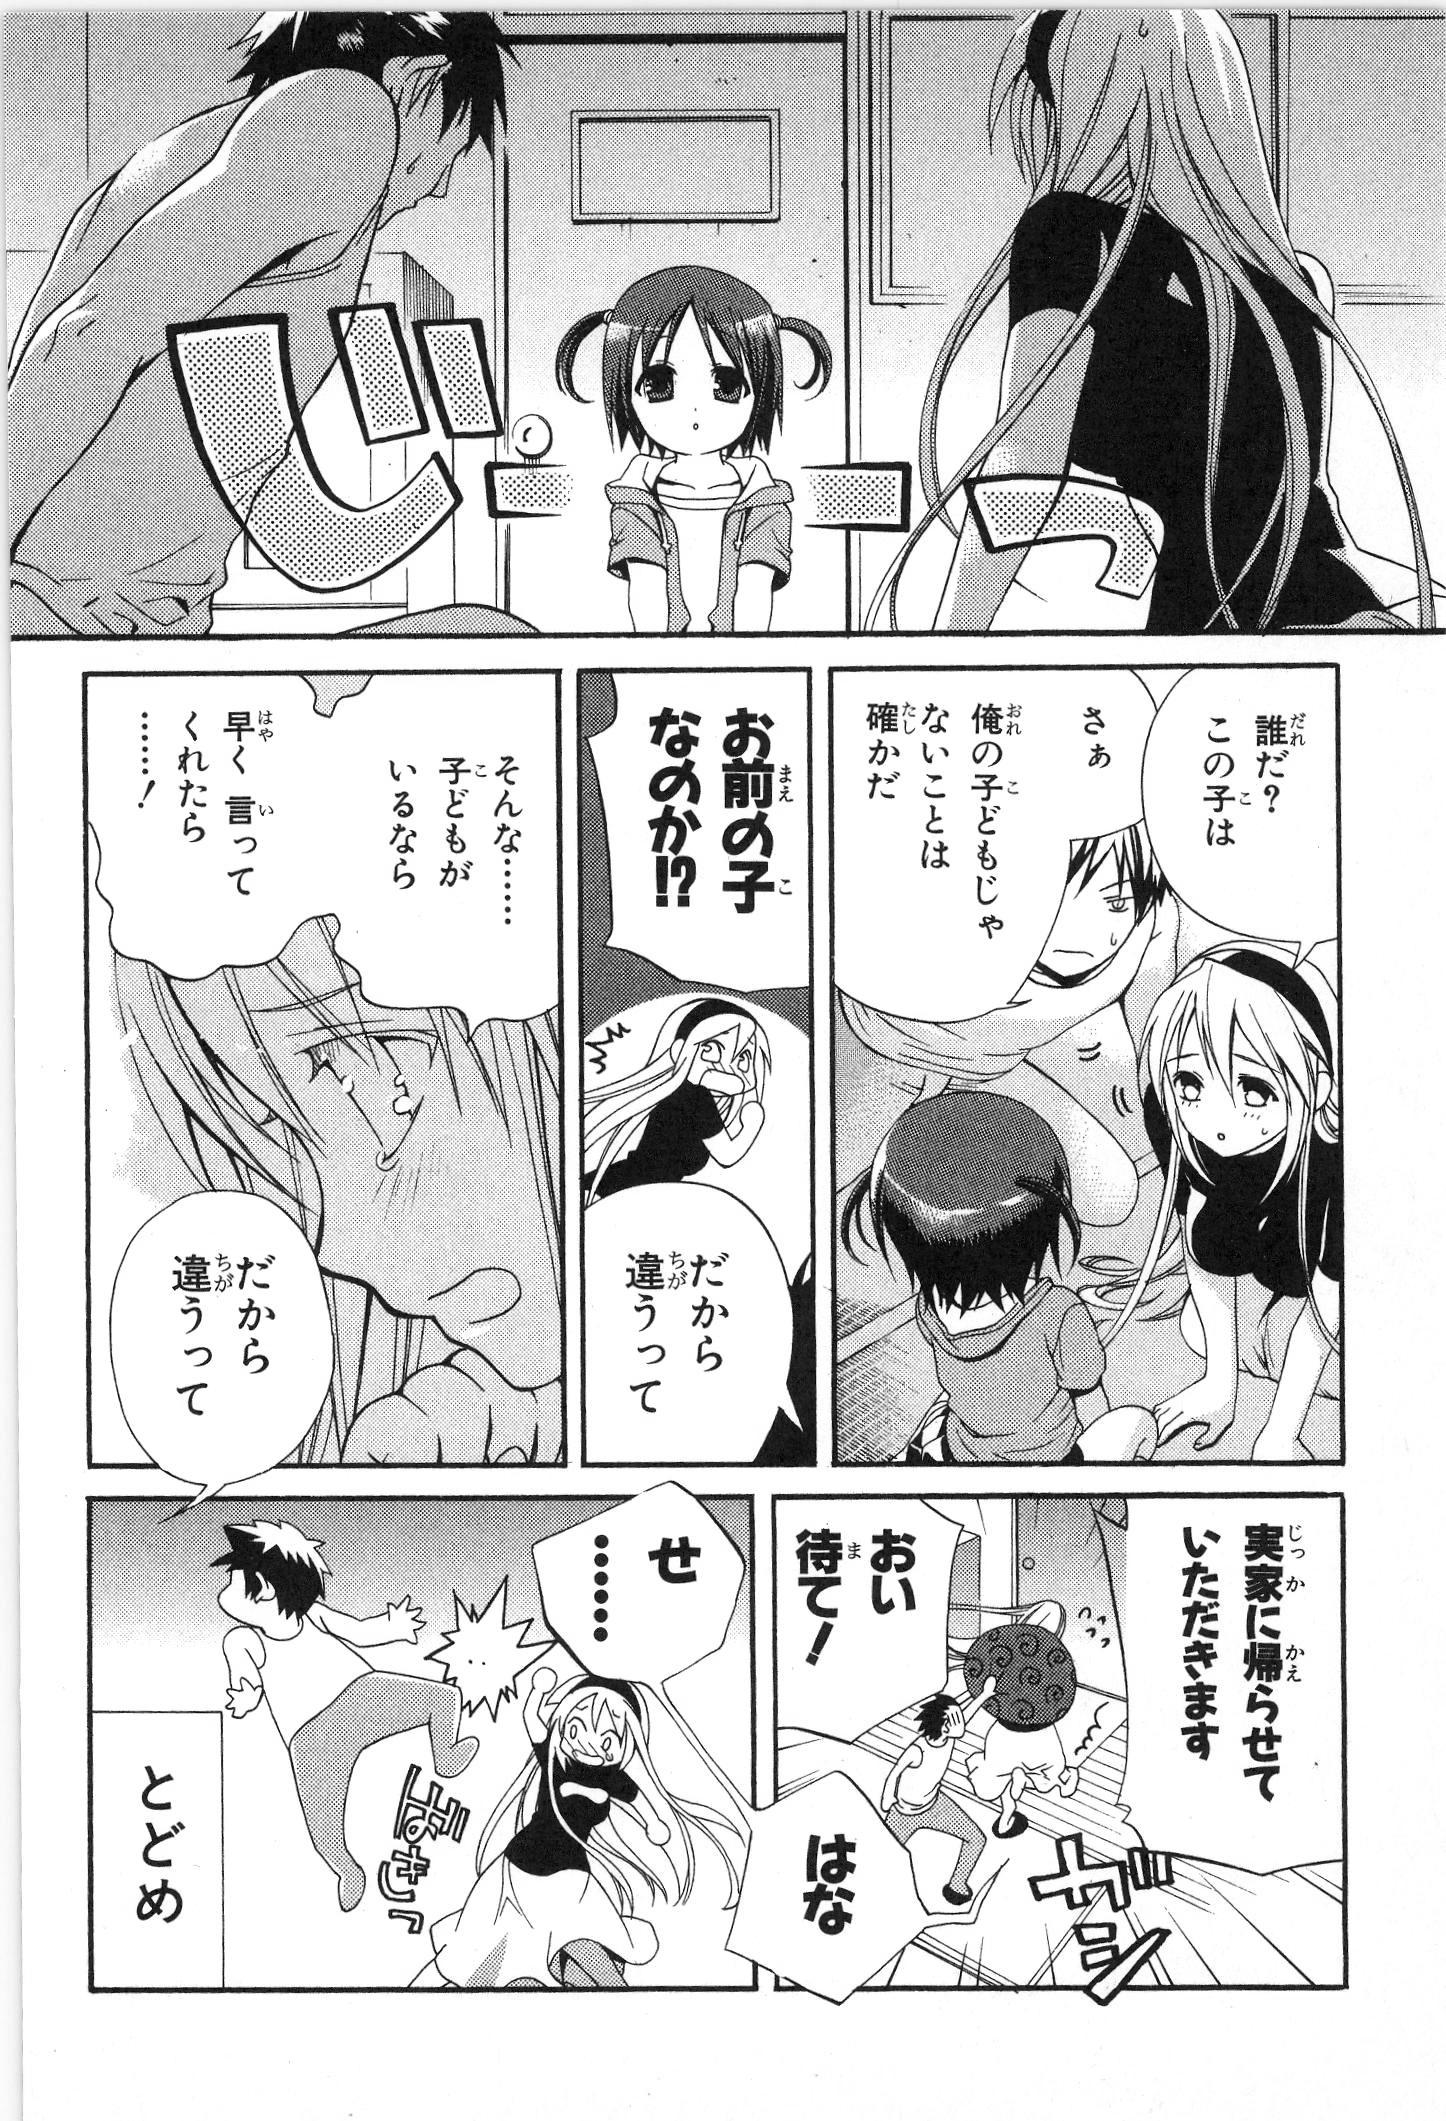 じーっ
誰だ?
この子は
さぁ
俺の子どもじゃ
ないことは
確かだ
お前の子
なのか!?
だから
違うって
そんな……
子どもが
いるなら
早く言って
くれたら
……!
だから
違うって
実家に帰らせて
いただきます
おい
待て!
ガシッ
はな
せ
……
まきっ
とどめ